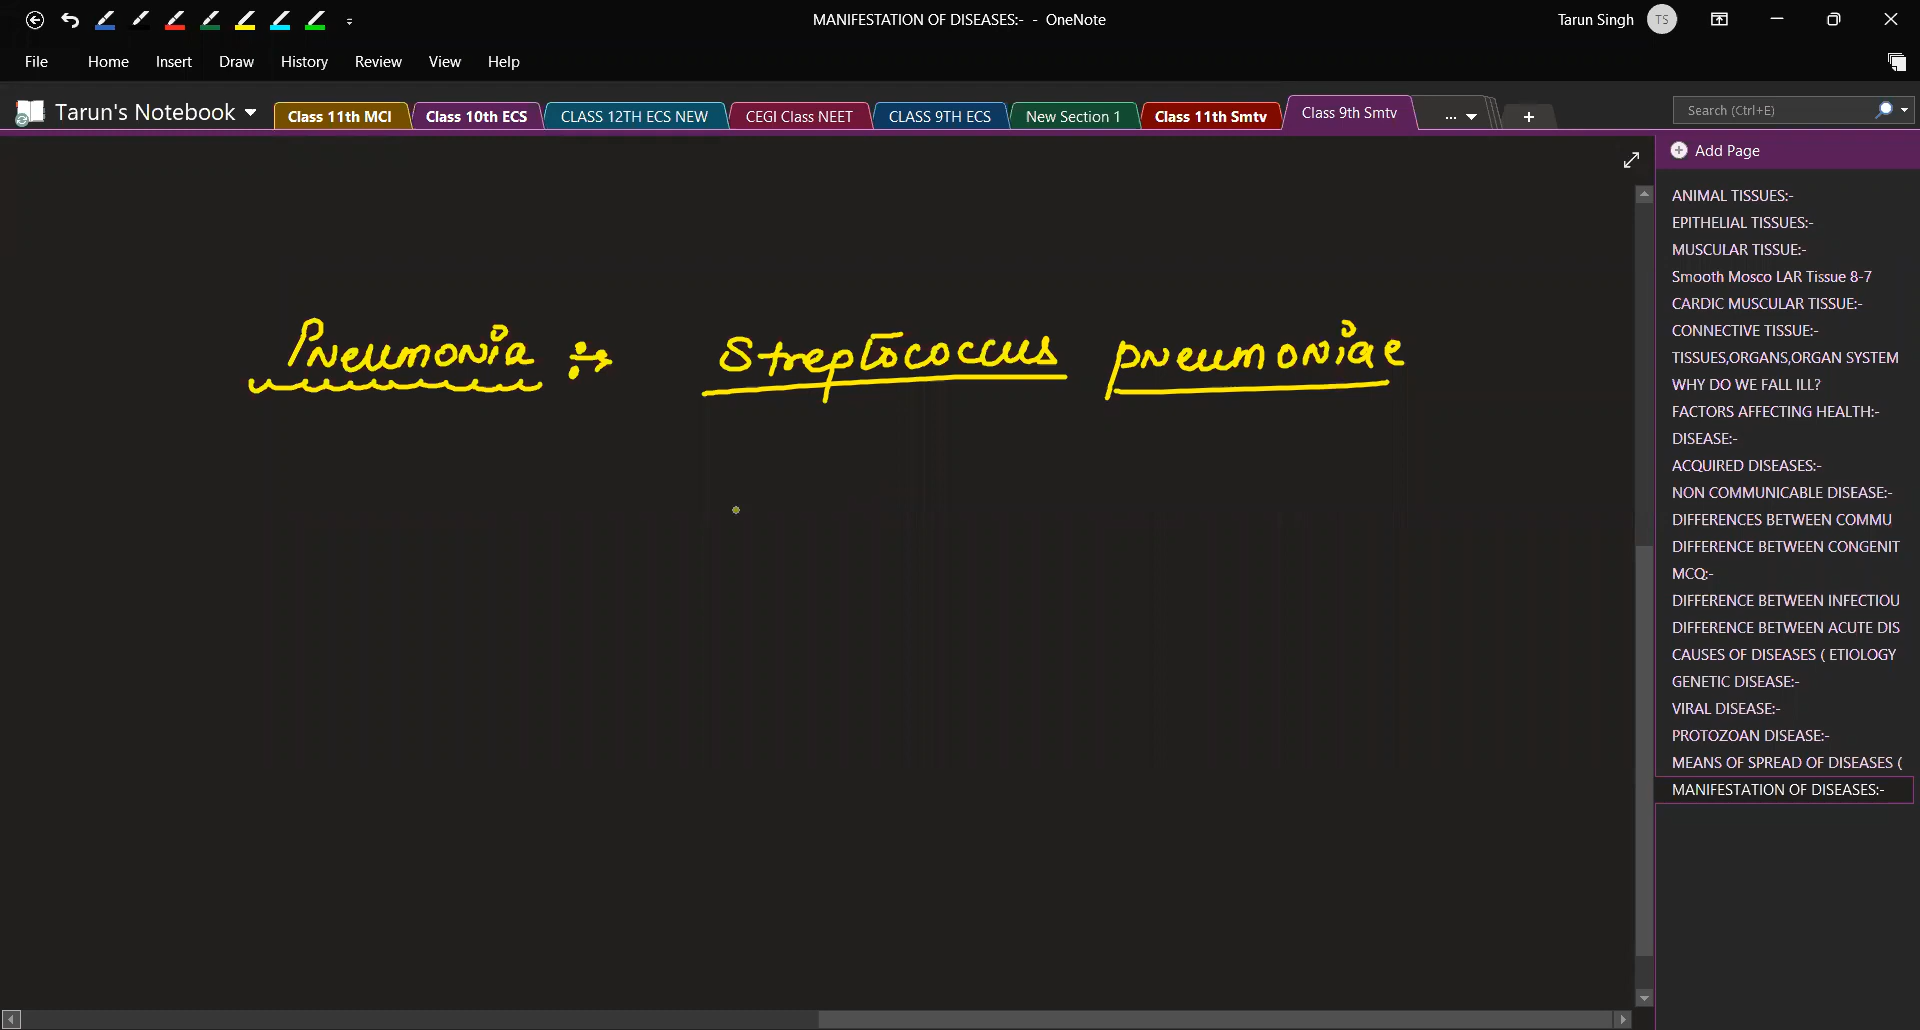 MANIFESTATION OF DISEASES:- - OneNote
Tarun Singh TS
File Home Insert Draw History Review View Help
Tarun's Notebook Class 11th MCI Class 10th ECS CLASS 12TH ECS NEW CEGI Class NEET CLASS 9TH ECS New Section 1 Class 11th Smtv Class 9th Smtv ... + Search (Ctrl+E)
Add Page
Pneumonia :→ Streptococcus pneumoniae
ANIMAL TISSUES:-
EPITHELIAL TISSUES:-
MUSCULAR TISSUE:-
Smooth Mosco LAR Tissue 8-7
CARDIC MUSCULAR TISSUE:-
CONNECTIVE TISSUE:-
TISSUES,ORGANS,ORGAN SYSTEM
WHY DO WE FALL ILL?
FACTORS AFFECTING HEALTH:-
DISEASE:-
ACQUIRED DISEASES:-
NON COMMUNICABLE DISEASE:-
DIFFERENCES BETWEEN COMMU
DIFFERENCE BETWEEN CONGENIT
MCQ:-
DIFFERENCE BETWEEN INFECTIOU
DIFFERENCE BETWEEN ACUTE DIS
CAUSES OF DISEASES ( ETIOLOGY
GENETIC DISEASE:-
VIRAL DISEASE:-
PROTOZOAN DISEASE:-
MEANS OF SPREAD OF DISEASES (
MANIFESTATION OF DISEASES:-